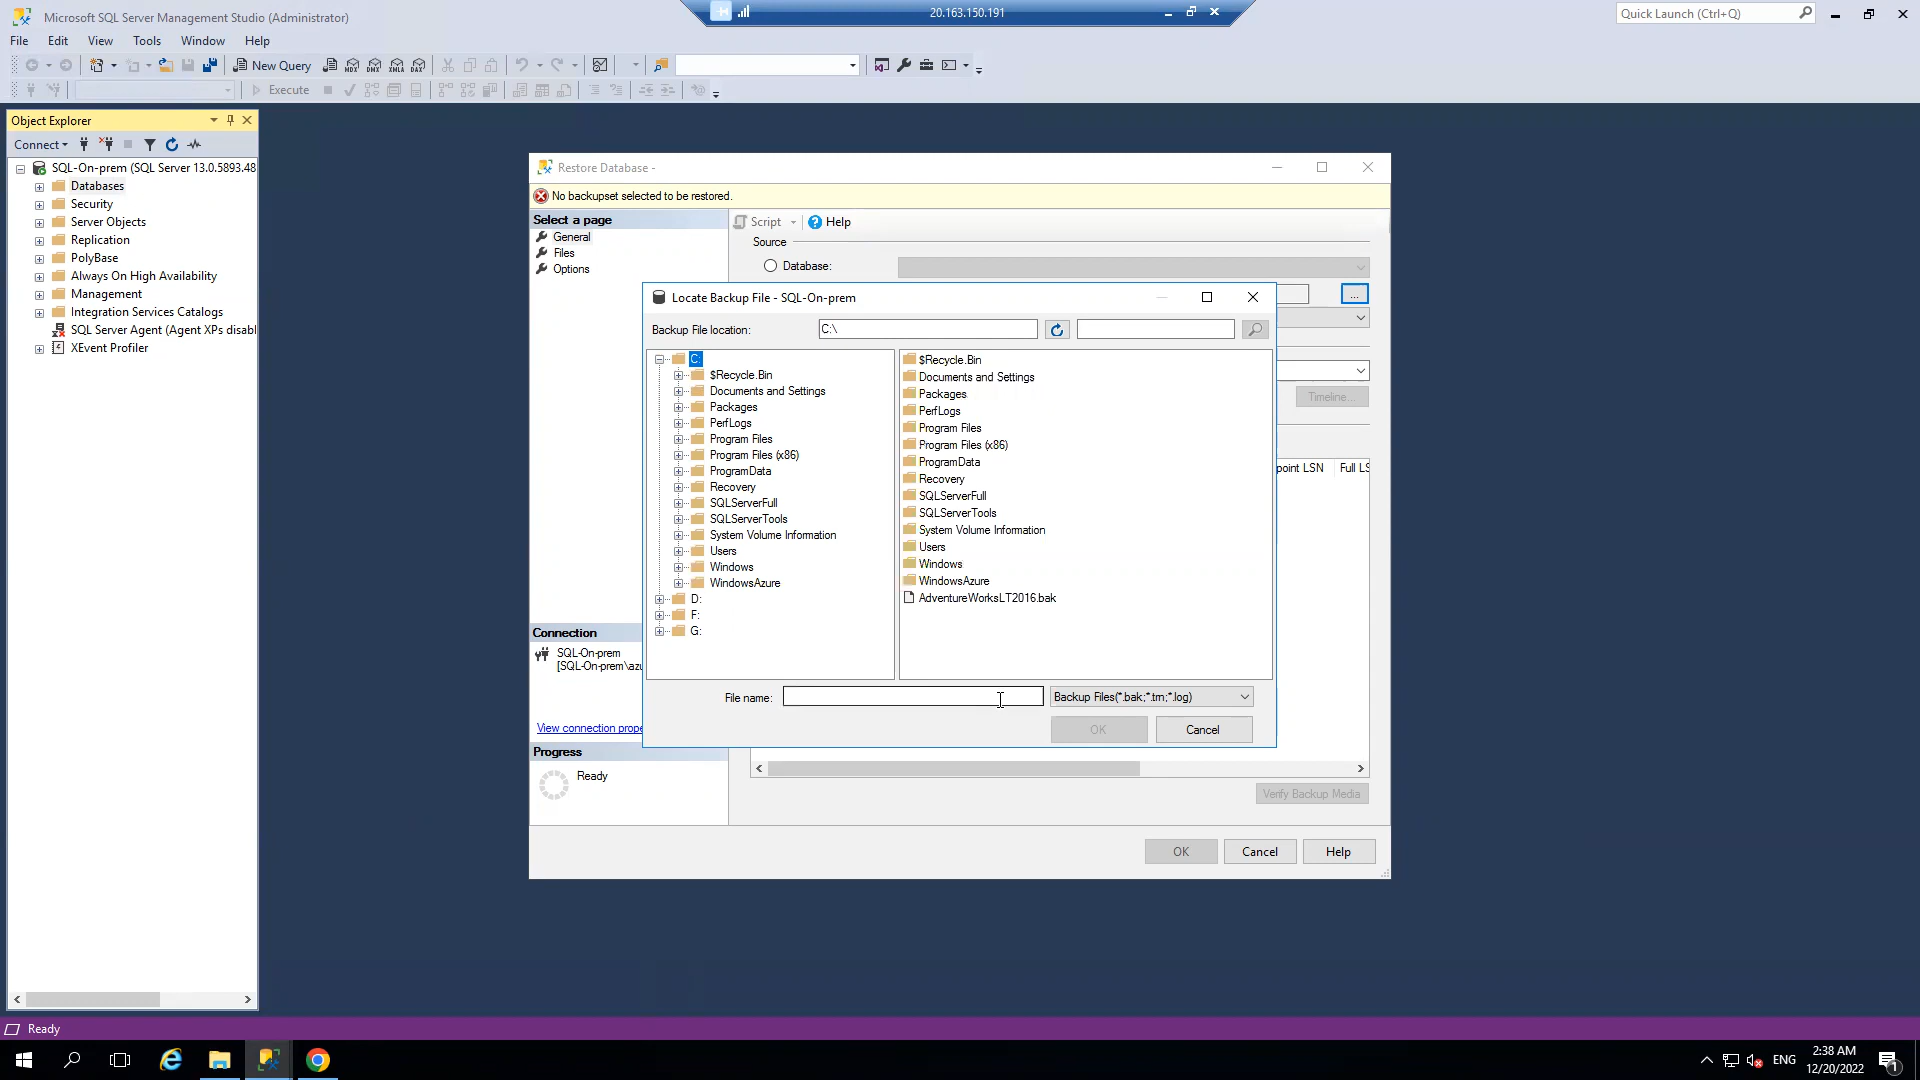 Microsoft SQL Server Management Studio (Administrator)
20.163.150.191
Quick Launch (Ctrl+Q)
File Edit View Tools Window Help
New Query
Execute
Object Explorer
Connect
SQL-On-prem (SQL Server 13.0.5893.48
Databases
Security
Server Objects
Replication
PolyBase
Always On High Availability
Management
Integration Services Catalogs
SQL Server Agent (Agent XPs disabl
XEvent Profiler
Restore Database -
No backupset selected to be restored.
Select a page
General
Files
Options
Script
Help
Source
Database:
...
Timeline...
point LSN Full LS
Connection
SQL-On-prem
[SQL-On-prem\azu
View connection prope
Progress
Ready
Verify Backup Media
OK Cancel Help
Locate Backup File - SQL-On-prem
Backup File location: C:\
C:
$Recycle.Bin
Documents and Settings
Packages
PerfLogs
Program Files
Program Files (x86)
ProgramData
Recovery
SQLServerFull
SQLServerTools
System Volume Information
Users
Windows
WindowsAzure
D:
F:
G:
$Recycle.Bin
Documents and Settings
Packages
PerfLogs
Program Files
Program Files (x86)
ProgramData
Recovery
SQLServerFull
SQLServerTools
System Volume Information
Users
Windows
WindowsAzure
AdventureWorksLT2016.bak
File name: Backup Files(*.bak;*.trn;*.log)
OK Cancel
Ready
ENG
2:38 AM
12/20/2022
1